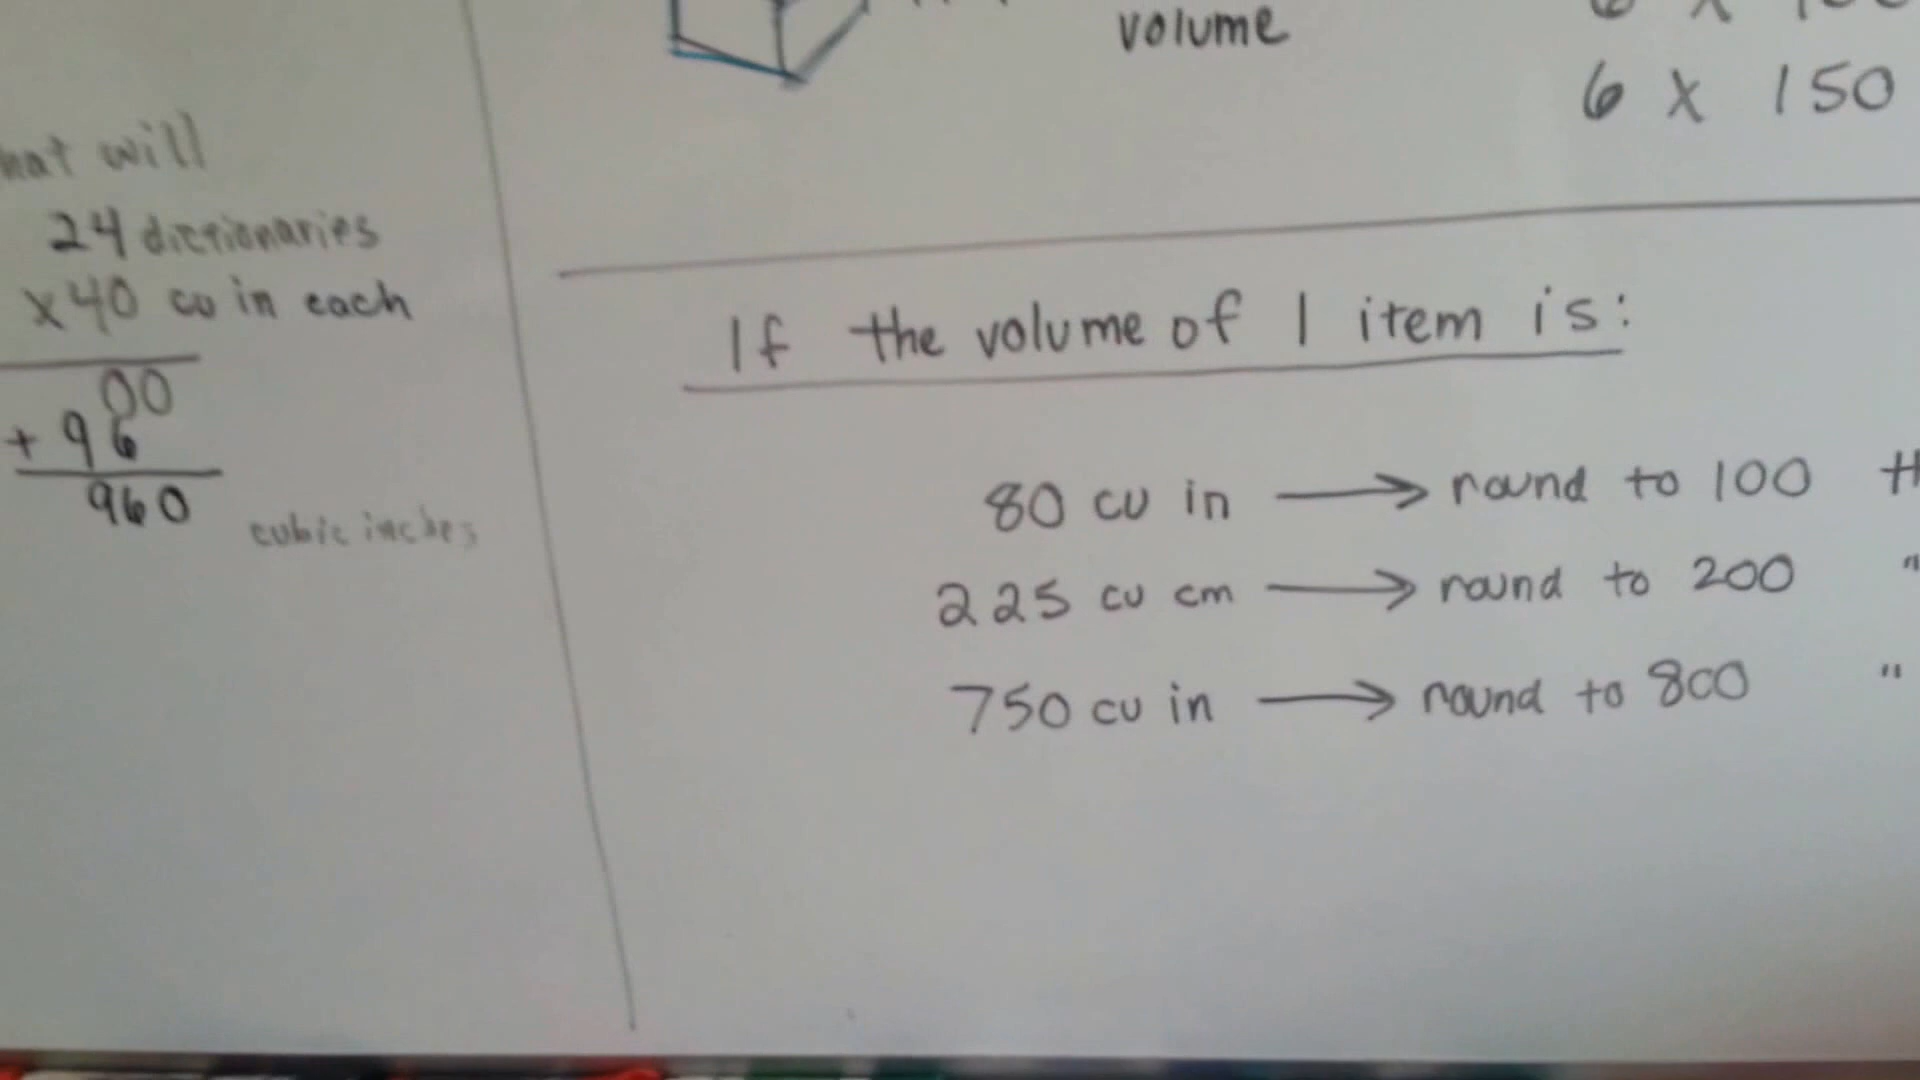 will
24 dictionaries
x 40 cu in each
00
+ 96
960
cubic inches
volume
6 x 150
If the volume of 1 item is:
80 cu in → round to 100
225 cu cm → round to 200 "
750 cu in → round to 800 "